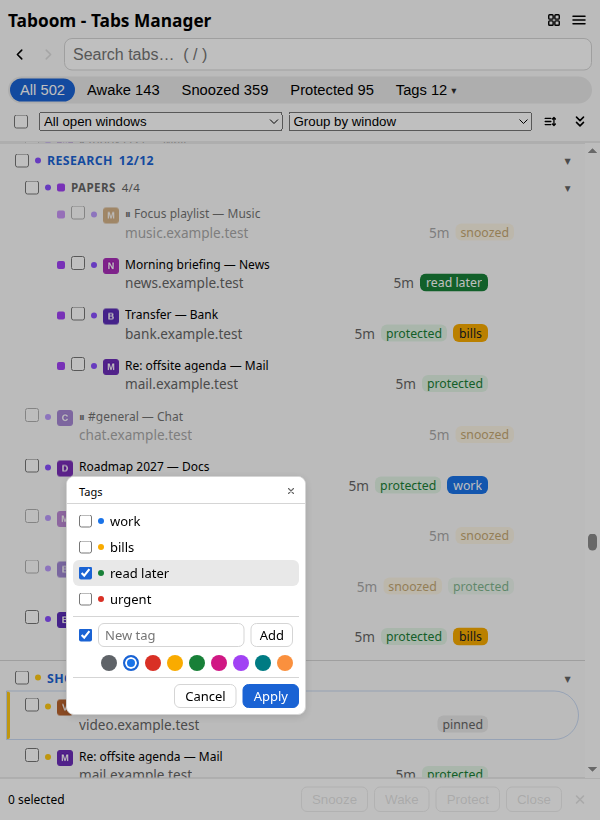 Taboom - Tabs Manager
Search tabs… ( / )
All 502 Awake 143 Snoozed 359 Protected 95 Tags 12 ▾
All open windows Group by window
RESEARCH 12/12
PAPERS 4/4
M Focus playlist — Music
music.example.test 5m snoozed
N Morning briefing — News
news.example.test 5m read later
B Transfer — Bank
bank.example.test 5m protected bills
M Re: offsite agenda — Mail
mail.example.test 5m protected
C #general — Chat
chat.example.test 5m snoozed
D Roadmap 2027 — Docs
5m protected work
Tags ×
work
5m snoozed
bills
read later
5m snoozed protected
urgent
New tag Add
5m protected bills
Cancel Apply
video.example.test pinned
M Re: offsite agenda — Mail
mail.example.test 5m protected
0 selected Snooze Wake Protect Close ×